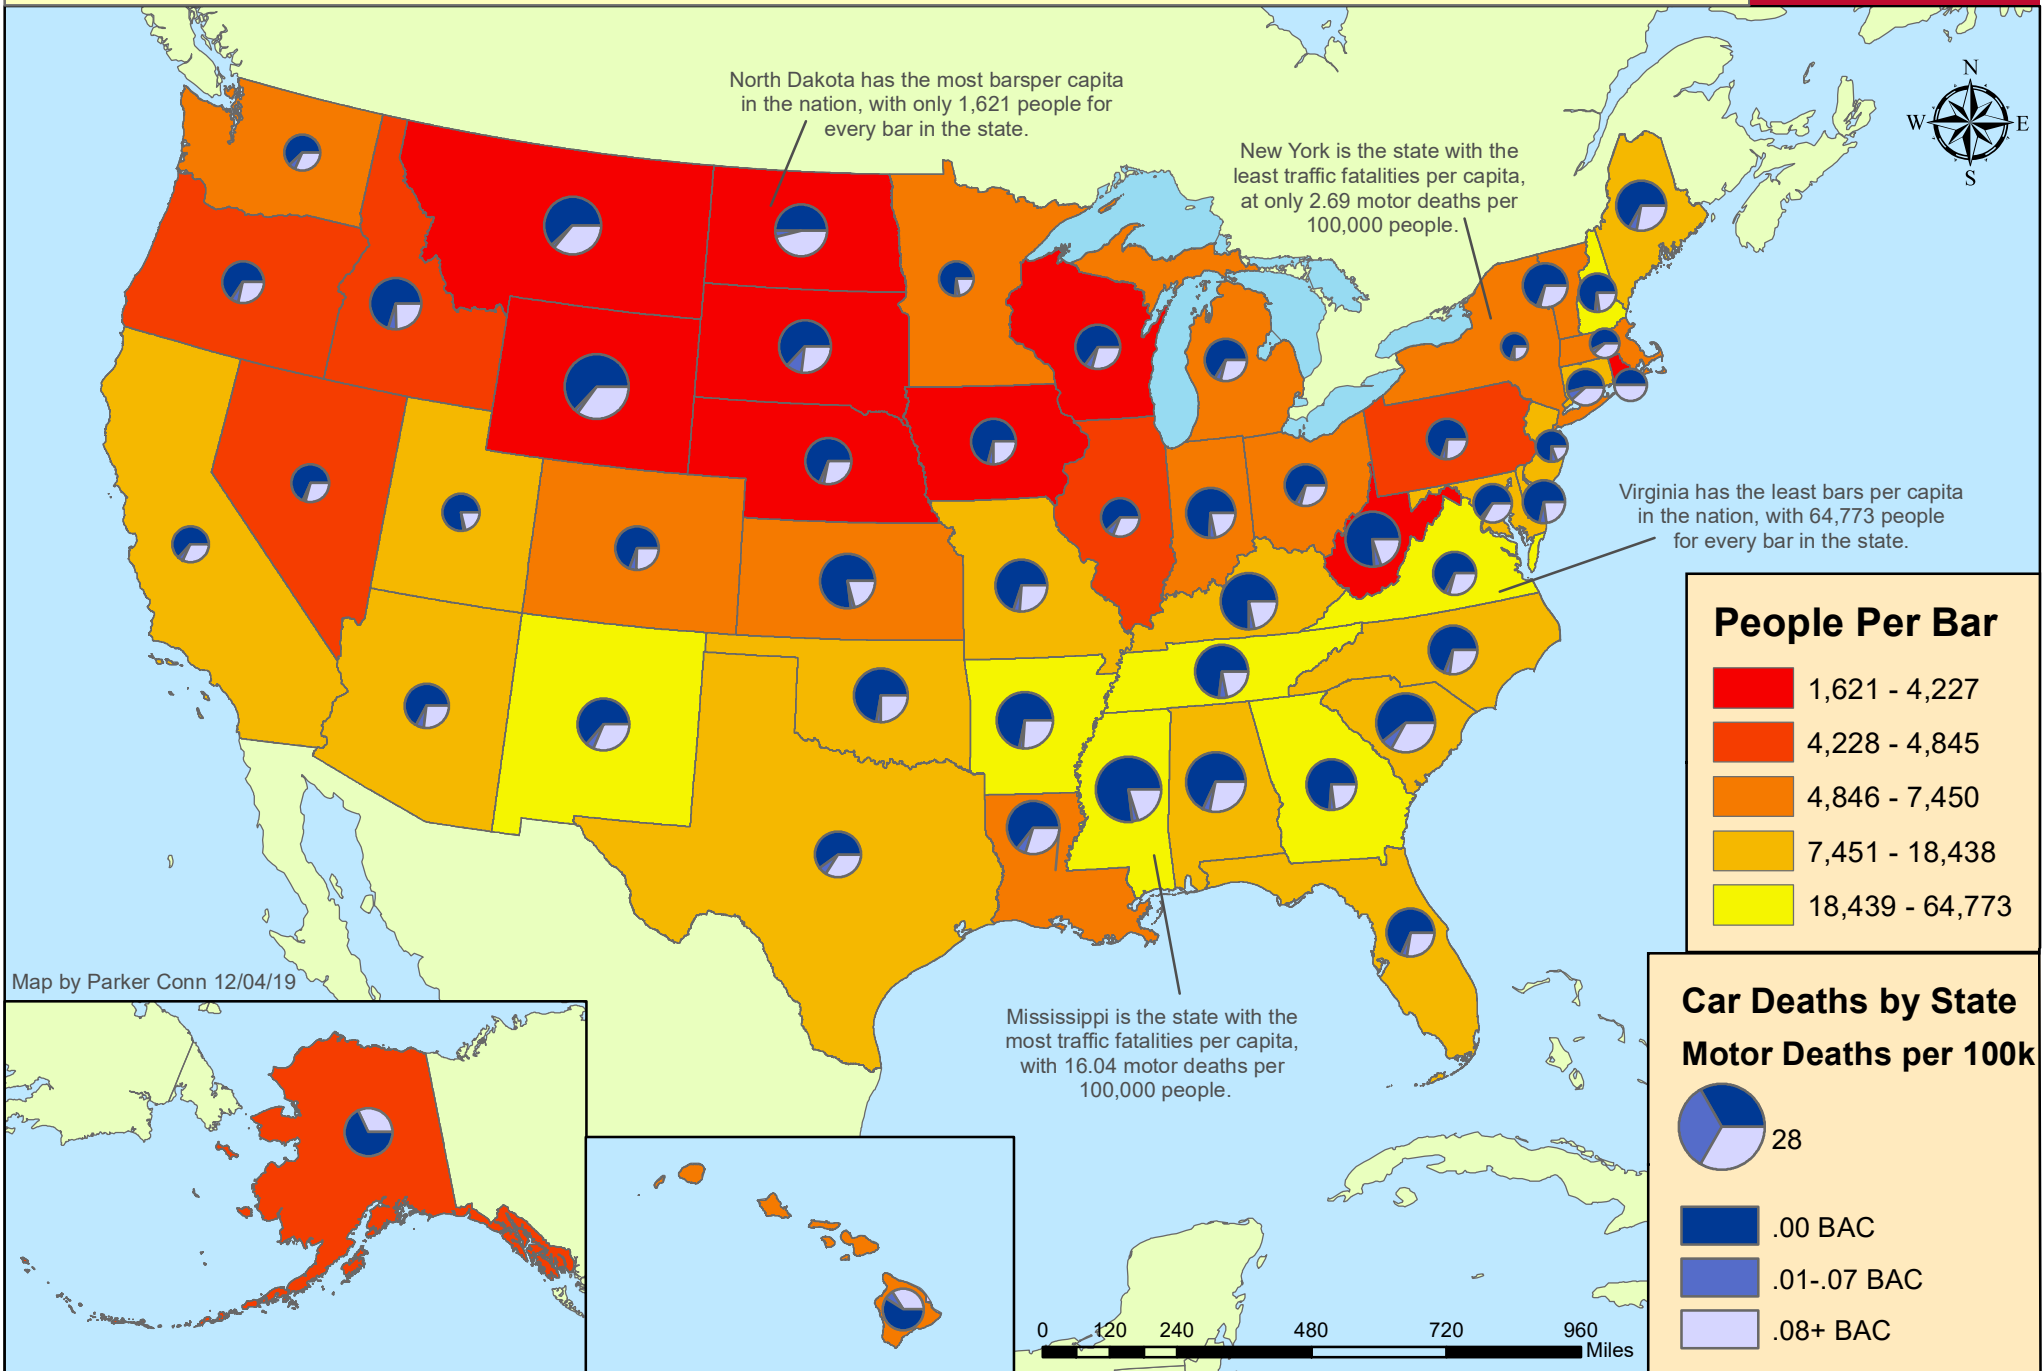 North Dakota has the most barsper capita
in the nation, with only 1,621 people for
every bar in the state.
New York is the state with the
least traffic fatalities per capita,
at only 2.69 motor deaths per
100,000 people.
N
W
E
S
Virginia has the least bars per capita
in the nation, with 64,773 people
for every bar in the state.
People Per Bar
1,621 - 4,227
4,228 - 4,845
4,846 - 7,450
7,451 - 18,438
18,439 - 64,773
Map by Parker Conn 12/04/19
Mississippi is the state with the
most traffic fatalities per capita,
with 16.04 motor deaths per
100,000 people.
Car Deaths by State
Motor Deaths per 100k
28
.00 BAC
.01-.07 BAC
.08+ BAC
0 120 240 480 720 960
Miles